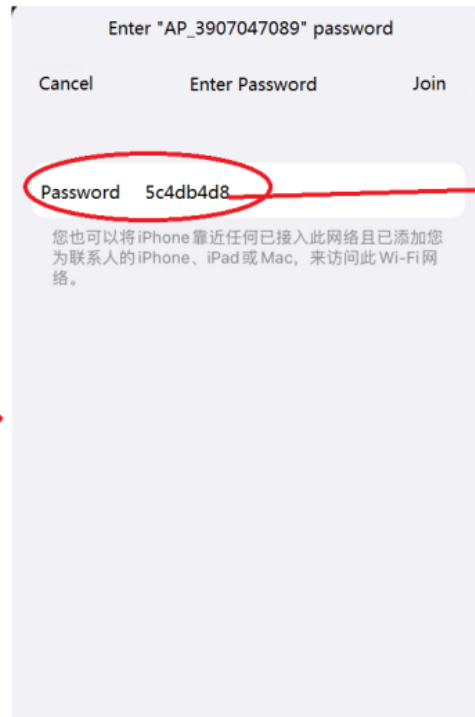 Enter "AP_3907047089" password
Cancel Enter Password Join
Password 5c4db4d8
您也可以将iPhone靠近任何已接入此网络且已添加您
为联系人的iPhone、iPad或Mac，来访问此Wi-Fi网
络。